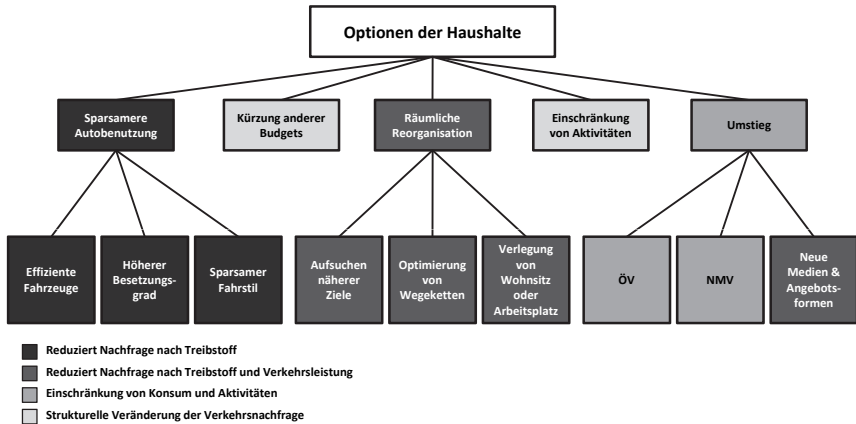 Optionen der Haushalte
Sparsamere
Autobenutzung
Kürzung anderer
Budgets
Räumliche
Reorganisation
Einschränkung
von Aktivitäten
Umstieg
Effiziente
Fahrzeuge
Höherer
Besetzungs-
grad
Sparsamer
Fahrstil
Aufsuchen
näherer
Ziele
Optimierung
von
Wegeketten
Verlegung
von
Wohnsitz
oder
Arbeitsplatz
ÖV
NMV
Neue
Medien &
Angebots-
formen
Reduziert Nachfrage nach Treibstoff
Reduziert Nachfrage nach Treibstoff und Verkehrsleistung
Einschränkung von Konsum und Aktivitäten
Strukturelle Veränderung der Verkehrsnachfrage